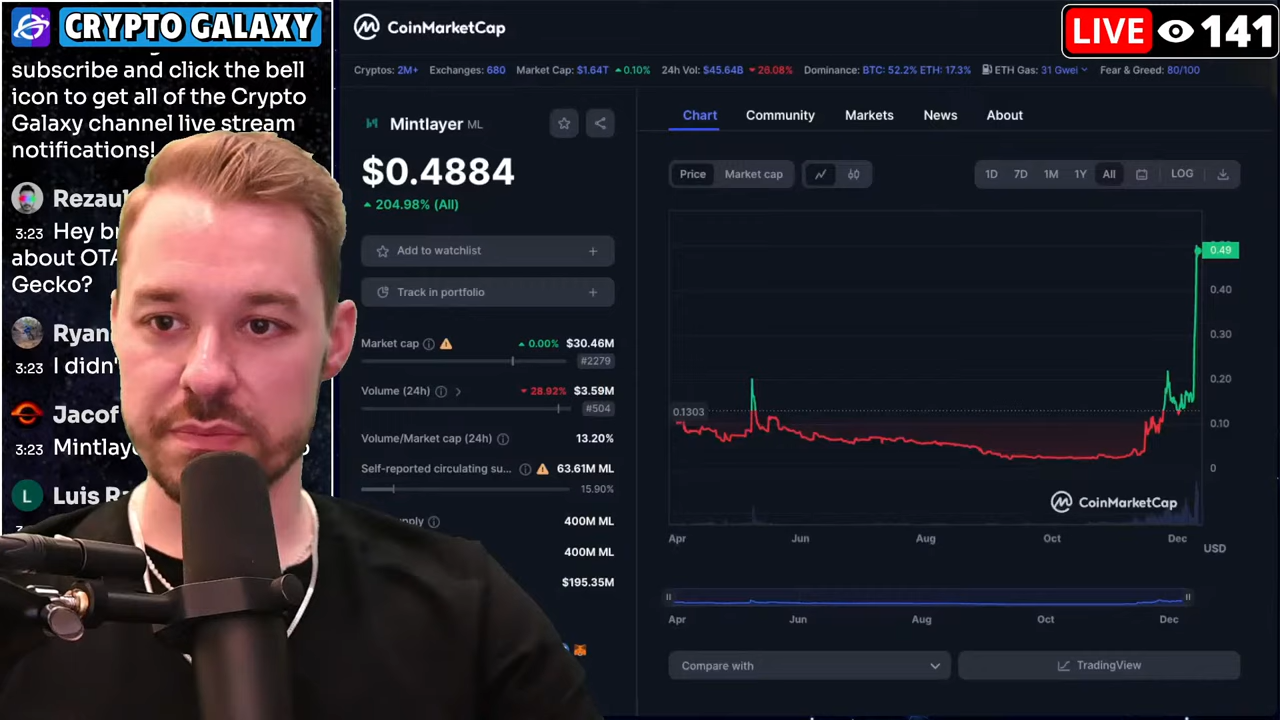 CRYPTO GALAXY
subscribe and click the bell
icon to get all of the Crypto
Galaxy channel live stream
notifications!
3:23 Hey
about
Gecko?
Ryan
3:23 I didn'
Jacof
3:23
L Luis
CoinMarketCap
LIVE 141
Cryptos: 2M+ Exchanges: 680 Market Cap: $1.64T 0.10% 24h Vol: $45.64B 26.08% Dominance: BTC: 52.2% ETH: 17.3% ETH Gas: 31 Gwei Fear & Greed: 80/100
Mintlayer ML
$0.4884
204.98% (All)
Add to watchlist +
Track in portfolio +
Market cap 0.00% $30.46M
#2279
Volume (24h) 28.92% $3.59M
#504
Volume/Market cap (24h) 13.20%
Self-reported circulating su... 63.61M ML
15.90%
400M ML
400M ML
$195.35M
Chart Community Markets News About
Price Market cap 1D 7D 1M 1Y All LOG
0.49
0.40
0.30
0.20
0.1303
0.10
0
CoinMarketCap
Apr Jun Aug Oct Dec
USD
Apr Jun Aug Oct Dec
Compare with TradingView